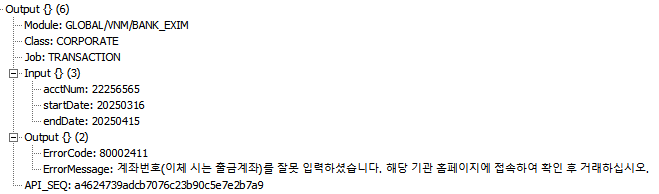 Output {} (6)
Module: GLOBAL/VNM/BANK_EXIM
Class: CORPORATE
Job: TRANSACTION
Input {} (3)
acctNum: 22256565
startDate: 20250316
endDate: 20250415
Output {} (2)
ErrorCode: 80002411
ErrorMessage: 계좌번호(이체 시는 출금계좌)를 잘못 입력하셨습니다. 해당 기관 홈페이지에 접속하여 확인 후 거래하십시오.
API_SEQ: a4624739adcb7076c23b90c5e7e2b7a9